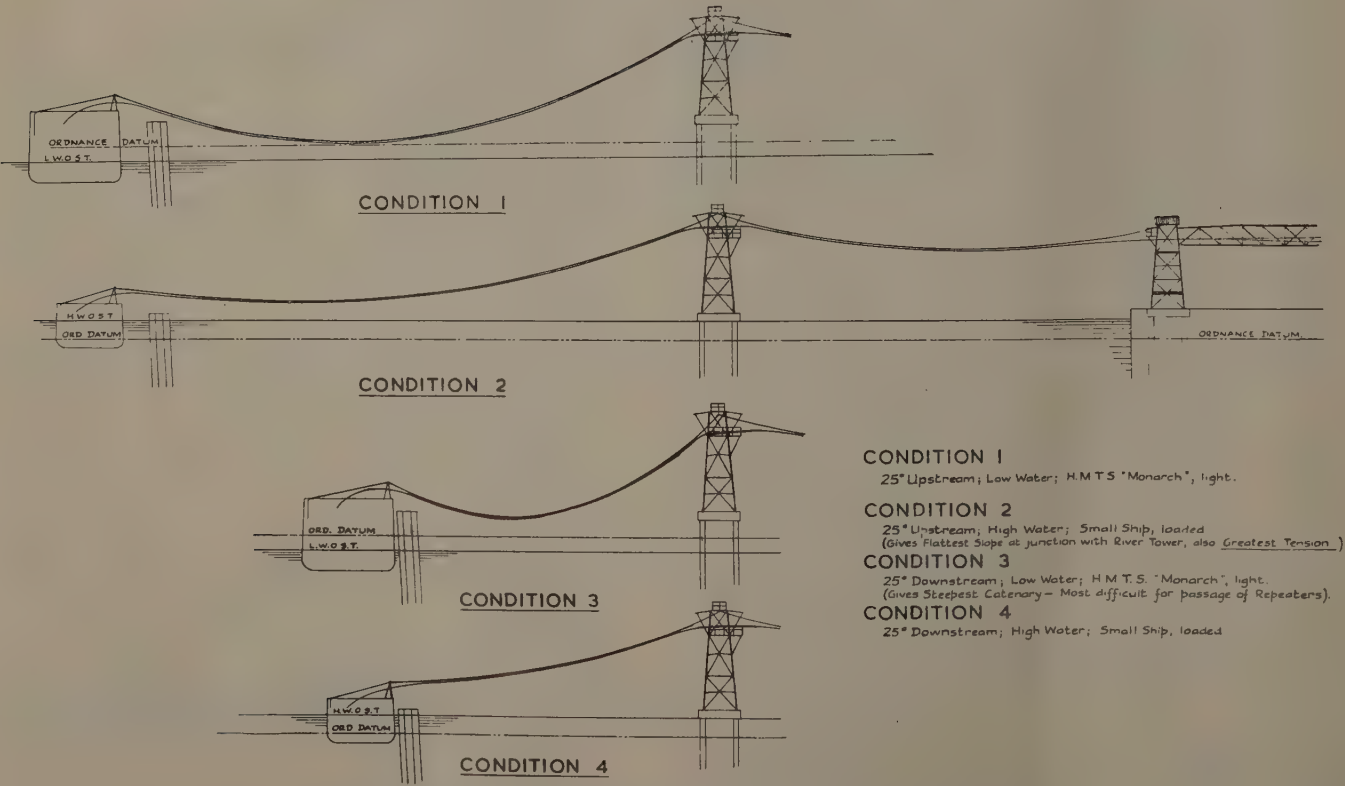 ORDNANCE DATUM
L.W.O.S.T.
CONDITION 1
H.W.O.S.T
ORD DATUM
ORDNANCE DATUM.
CONDITION 2
ORD. DATUM
L.W.O.S.T.
CONDITION 3
H.W.O.S.T
ORD DATUM
CONDITION 4
CONDITION 1
25° Upstream; Low Water; H.M.T.S "Monarch", light.
CONDITION 2
25° Upstream; High Water; Small Ship, loaded
(Gives Flattest Slope at junction with River Tower, also Greatest Tension.)
CONDITION 3
25° Downstream; Low Water; H.M.T.S. "Monarch", light.
(Gives Steepest Catenary – Most difficult for passage of Repeaters).
CONDITION 4
25° Downstream; High Water; Small Ship, loaded